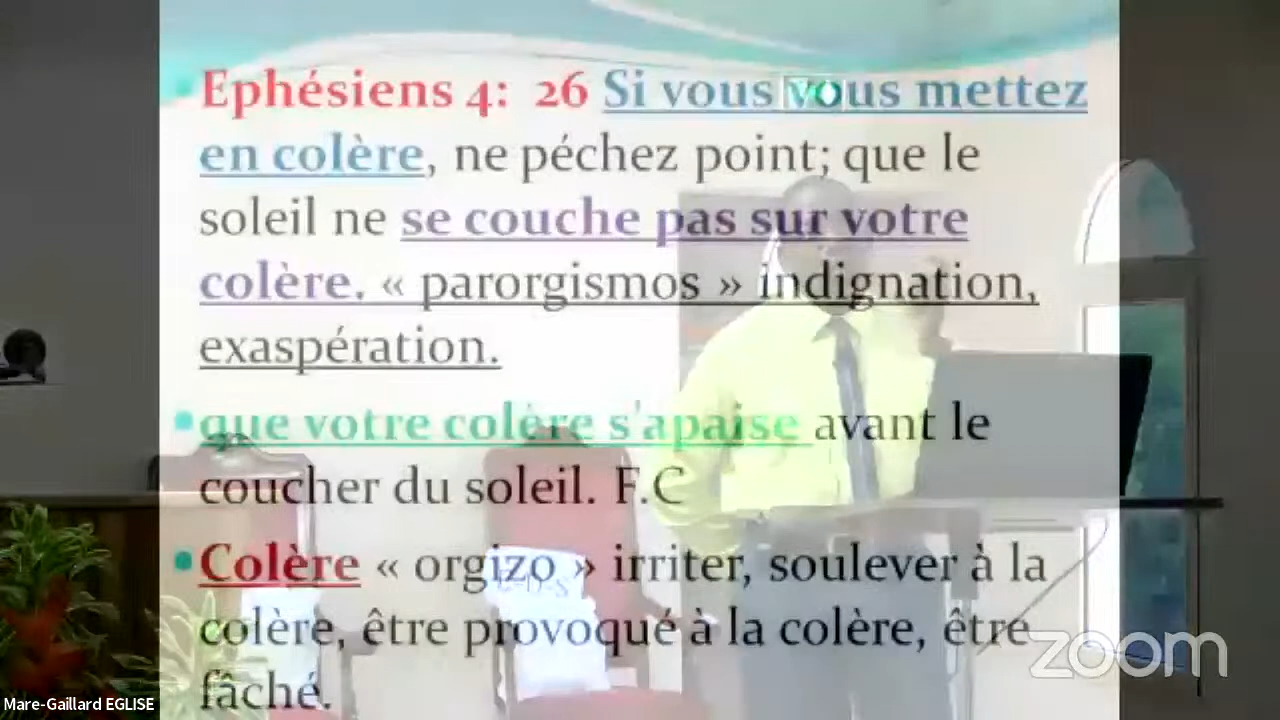 Ephésiens 4: 26 Si vous vous mettez
en colère, ne péchez point; que le
soleil ne se couche pas sur votre
colère. « parorgismos » indignation,
exaspération.
• que votre colère s'apaise avant le
coucher du soleil. F.C
• Colère « orgizo » irriter, soulever à la
colère, être provoqué à la colère, être
fâché.
zoom
Mare-Gaillard EGLISE